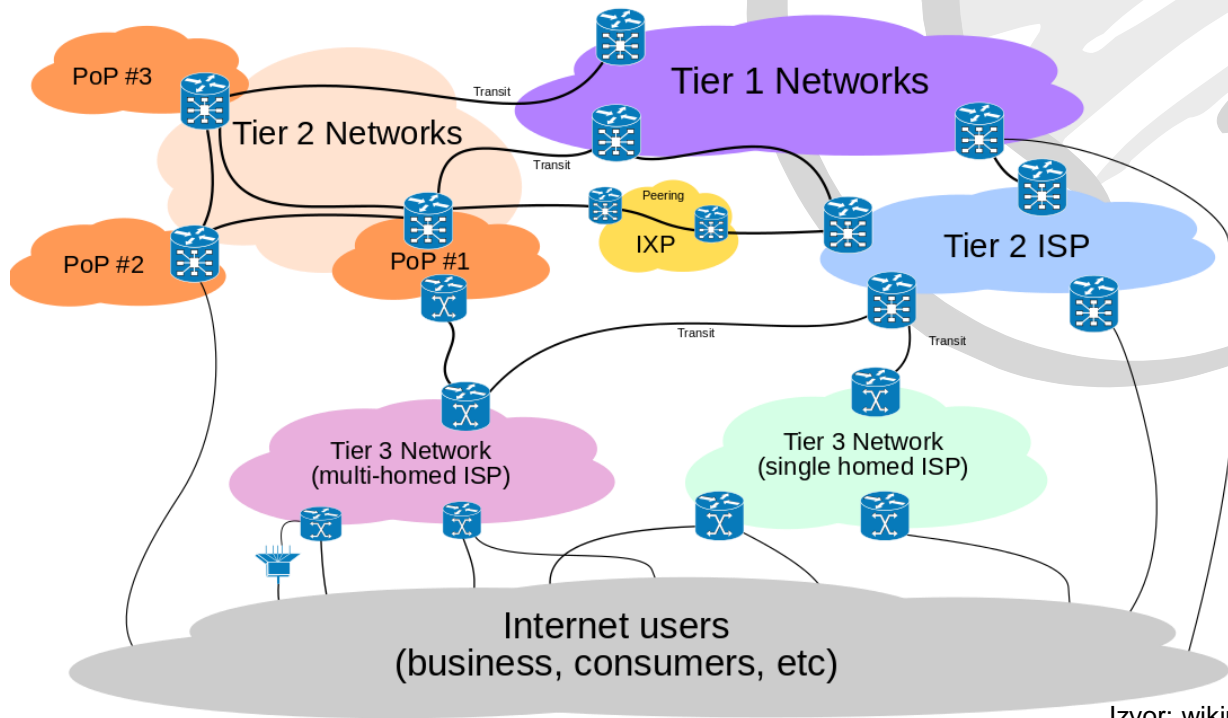 PoP #3
Transit
Tier 1 Networks
Tier 2 Networks
Transit
Peering
IXP
PoP #2
PoP #1
Tier 2 ISP
Transit
Transit
Tier 3 Network
(multi-homed ISP)
Tier 3 Network
(single homed ISP)
Internet users
(business, consumers, etc)
Izvor: